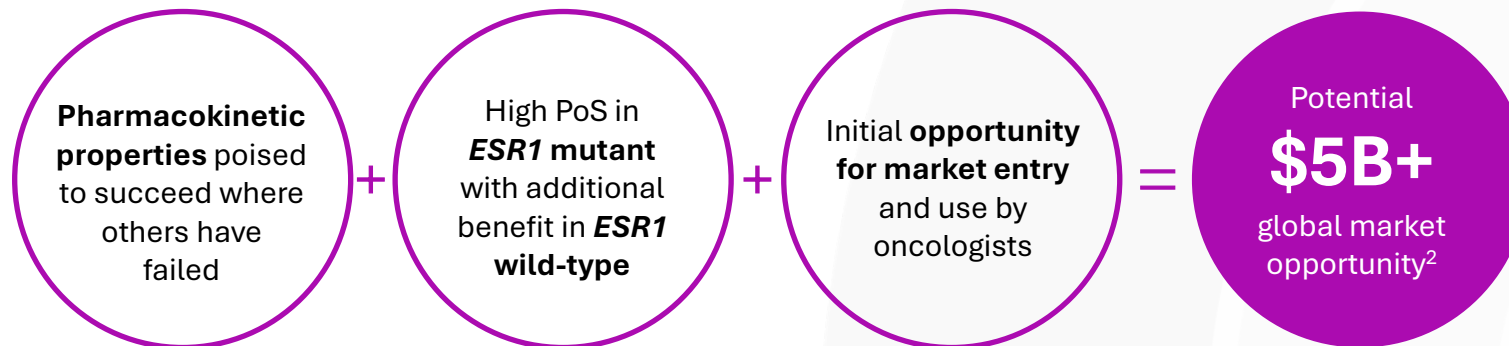 Pharmacokinetic
properties poised
to succeed where
others have
failed
+
High PoS in
ESR1 mutant
with additional
benefit in ESR1
wild-type
+
Initial opportunity
for market entry
and use by
oncologists
=
Potential
$5B+
global market
opportunity²